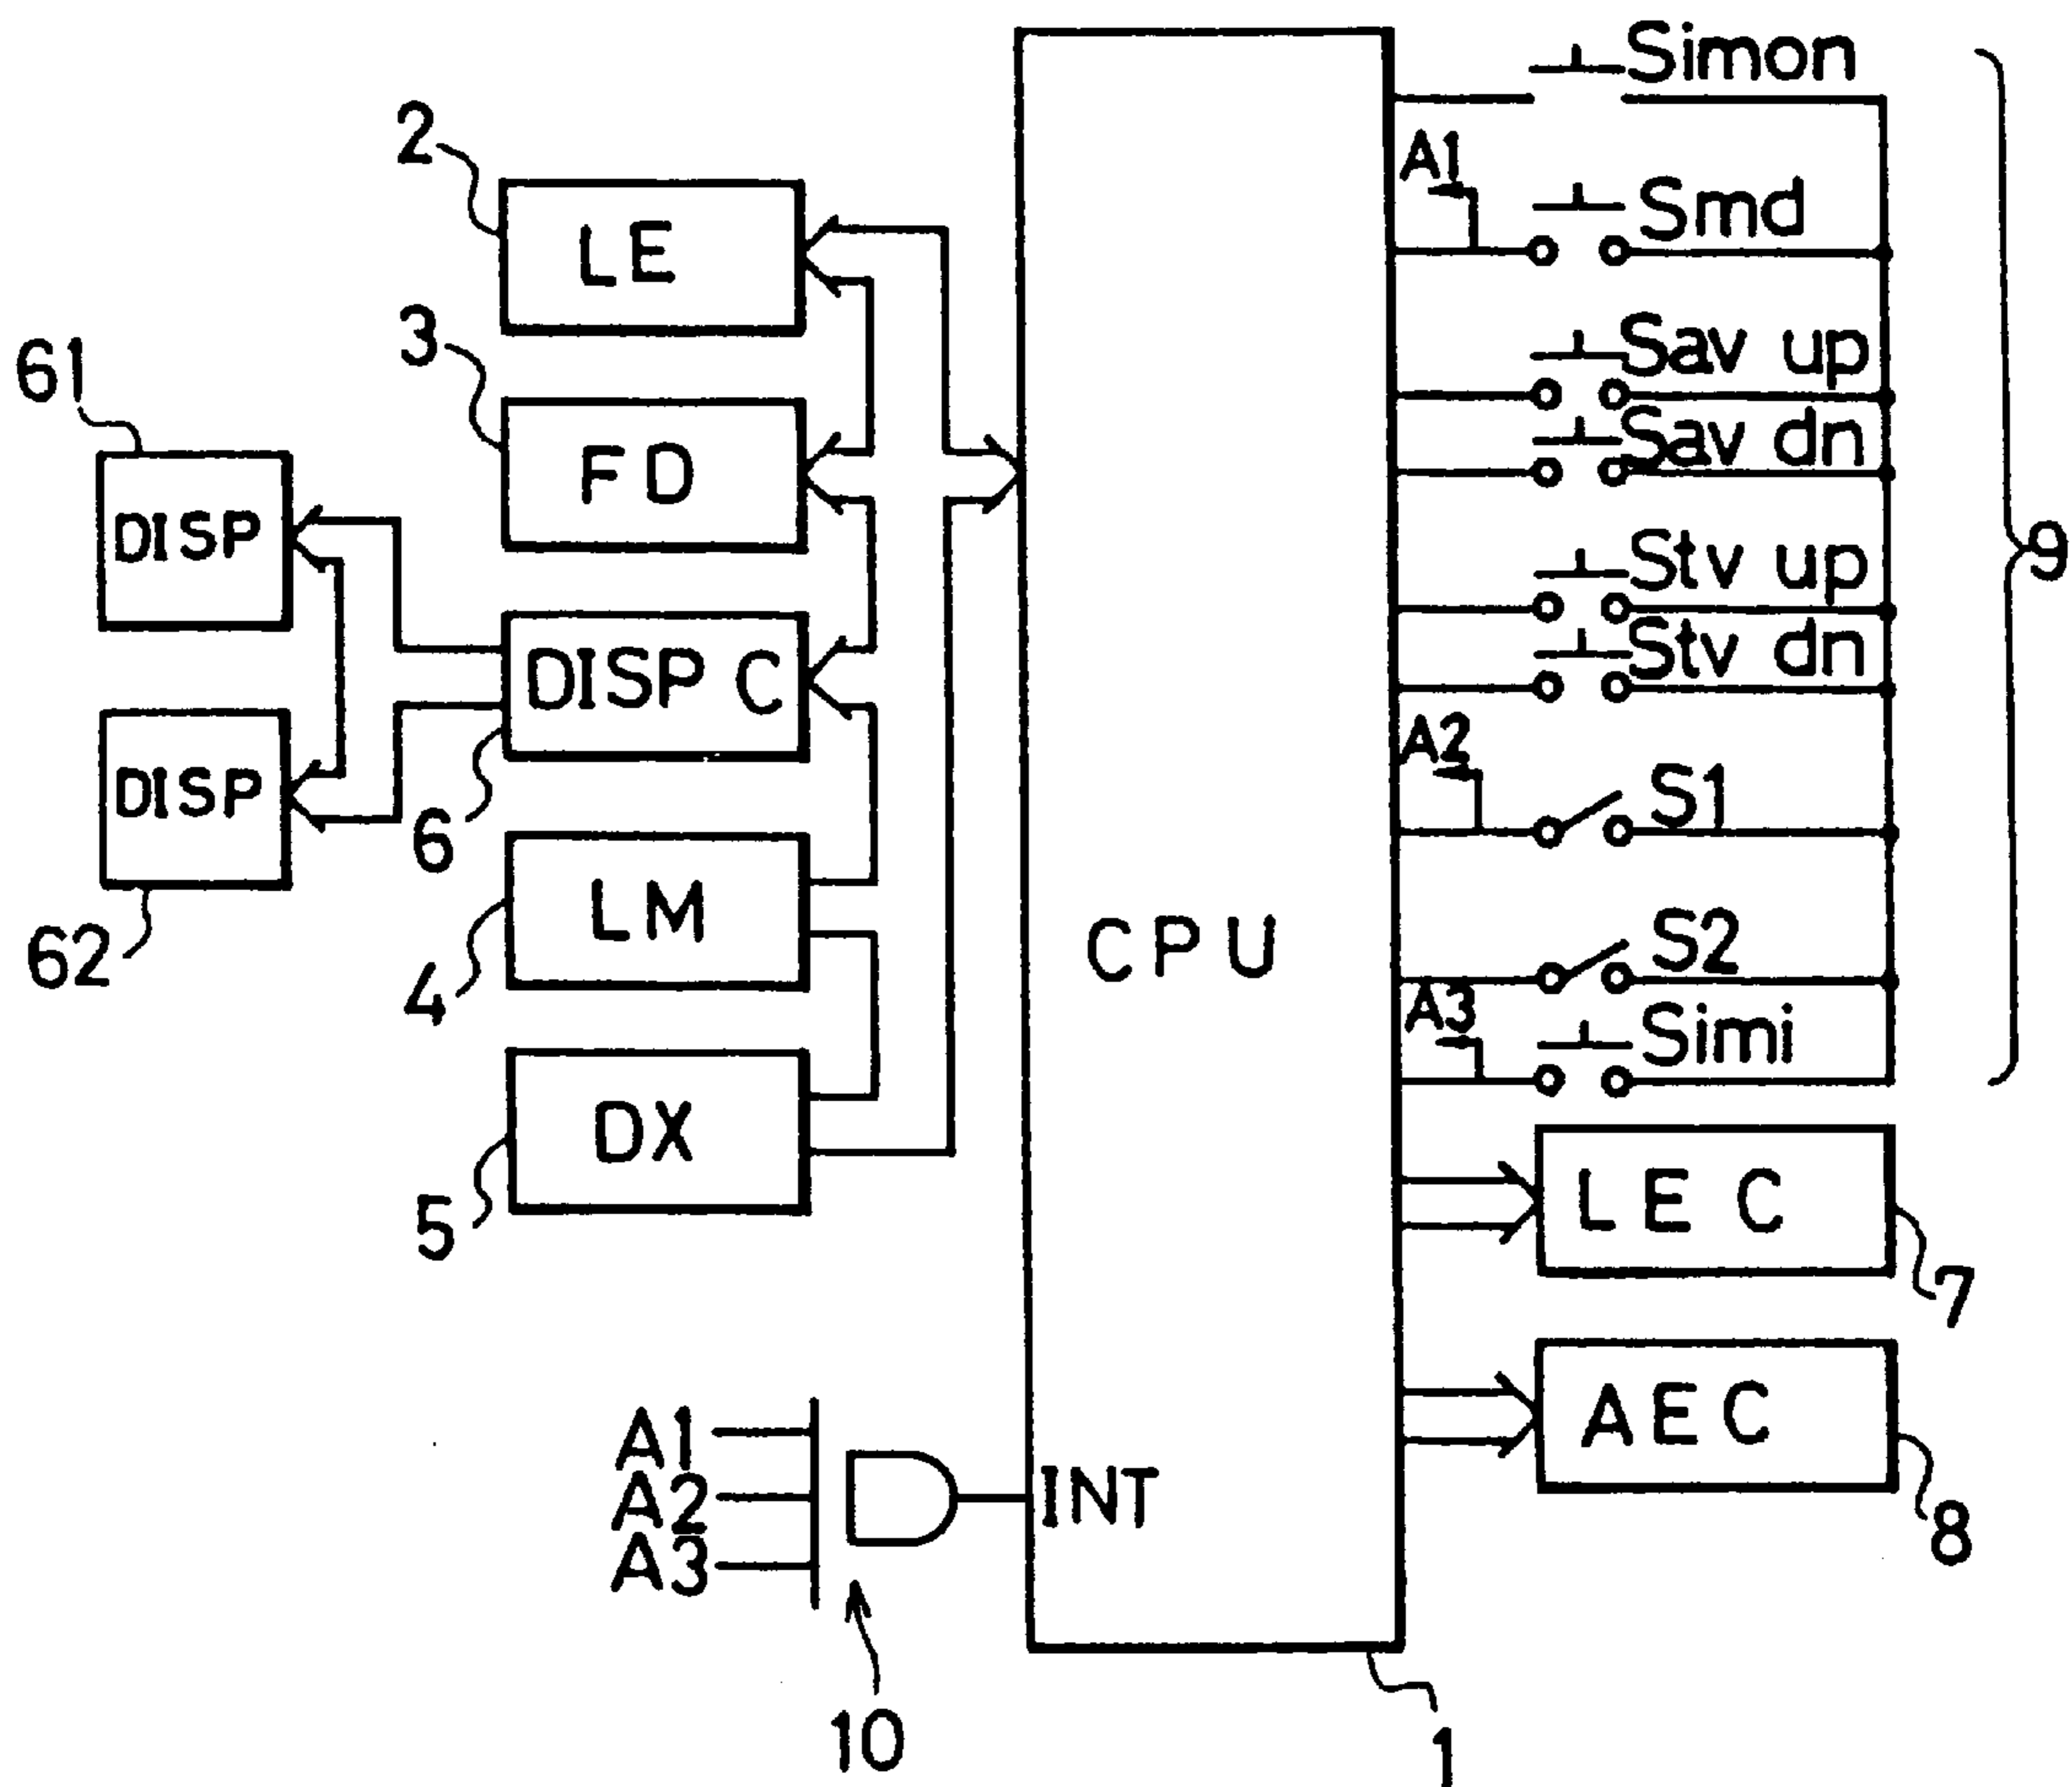 Simon
A1
Smd
2
LE
Sav up
3
61
FD
Sav dn
DISP
Stv up
9
DISP C
Stv dn
A2
DISP
S1
6
LM
62
4
CPU
S2
A3
Simi
DX
5
LEC
7
A1
AEC
A2
INT
A3
8
10
1